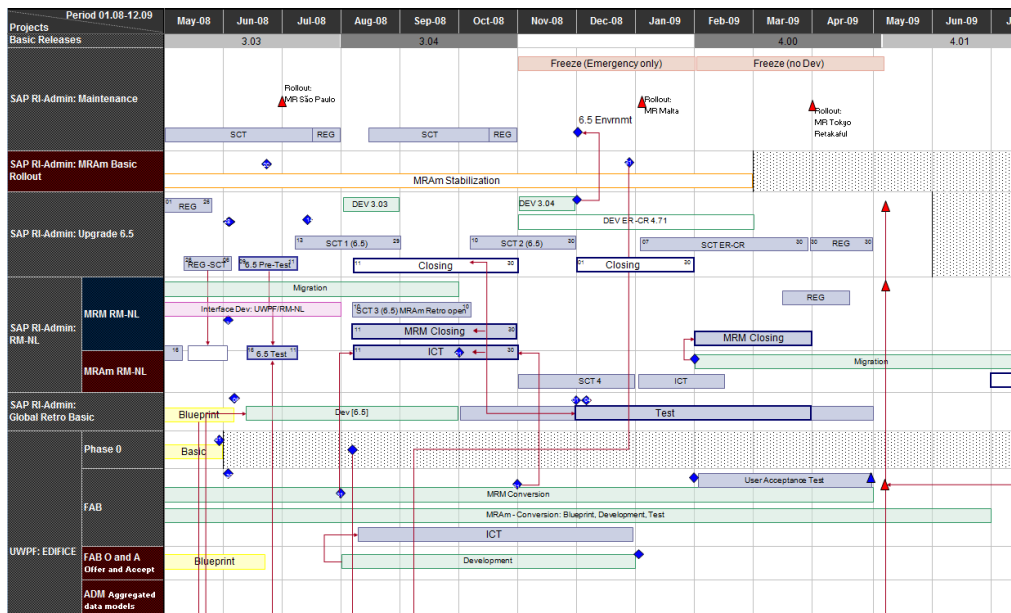 Period 01.08-12.09
Projects
May-08 Jun-08 Jul-08 Aug-08 Sep-08 Oct-08 Nov-08 Dec-08 Jan-09 Feb-09 Mar-09 Apr-09 May-09 Jun-09 J
Basic Releases 3.03 3.04 4.00 4.01
Freeze (Emergency only) Freeze (no Dev)
SAP RI-Admin: Maintenance
Rollout:
MR São Paulo
Rollout:
MR Malta
Rollout:
MR Tokyo
Retakaful
6.5 Envrnmt
SCT REG SCT REG
SAP RI-Admin: MRAm Basic
Rollout
MRAm Stabilization
SAP RI-Admin: Upgrade 6.5
01 REG 26 DEV 3.03 DEV 3.04
DEV ER-CR 4.71
13 SCT 1 (6.5) 29 10 SCT 2 (6.5) 30 07 SCT ER-CR 30 30 REG 30
REG-SCT 6.5 Pre-Test 11 Closing 30 01 Closing 30
SAP RI-Admin:
RM-NL
MRM RM-NL
Migration
REG
Interface Dev: UWPF/RM-NL SCT 3 (6.5) MRAm Retro open 10
11 MRM Closing 30 MRM Closing
MRAm RM-NL
16 6.5 Test 11 11 ICT 30
Migration
SCT 4 ICT
SAP RI-Admin:
Global Retro Basic
Blueprint Dev [6.5] Test
UWPF: EDIFICE
Phase 0
Basic
FAB
User Acceptance Test
MRM Conversion
MRAm - Conversion: Blueprint, Development, Test
ICT
FAB O and A
Offer and Accept
Blueprint Development
ADM Aggregated
data models